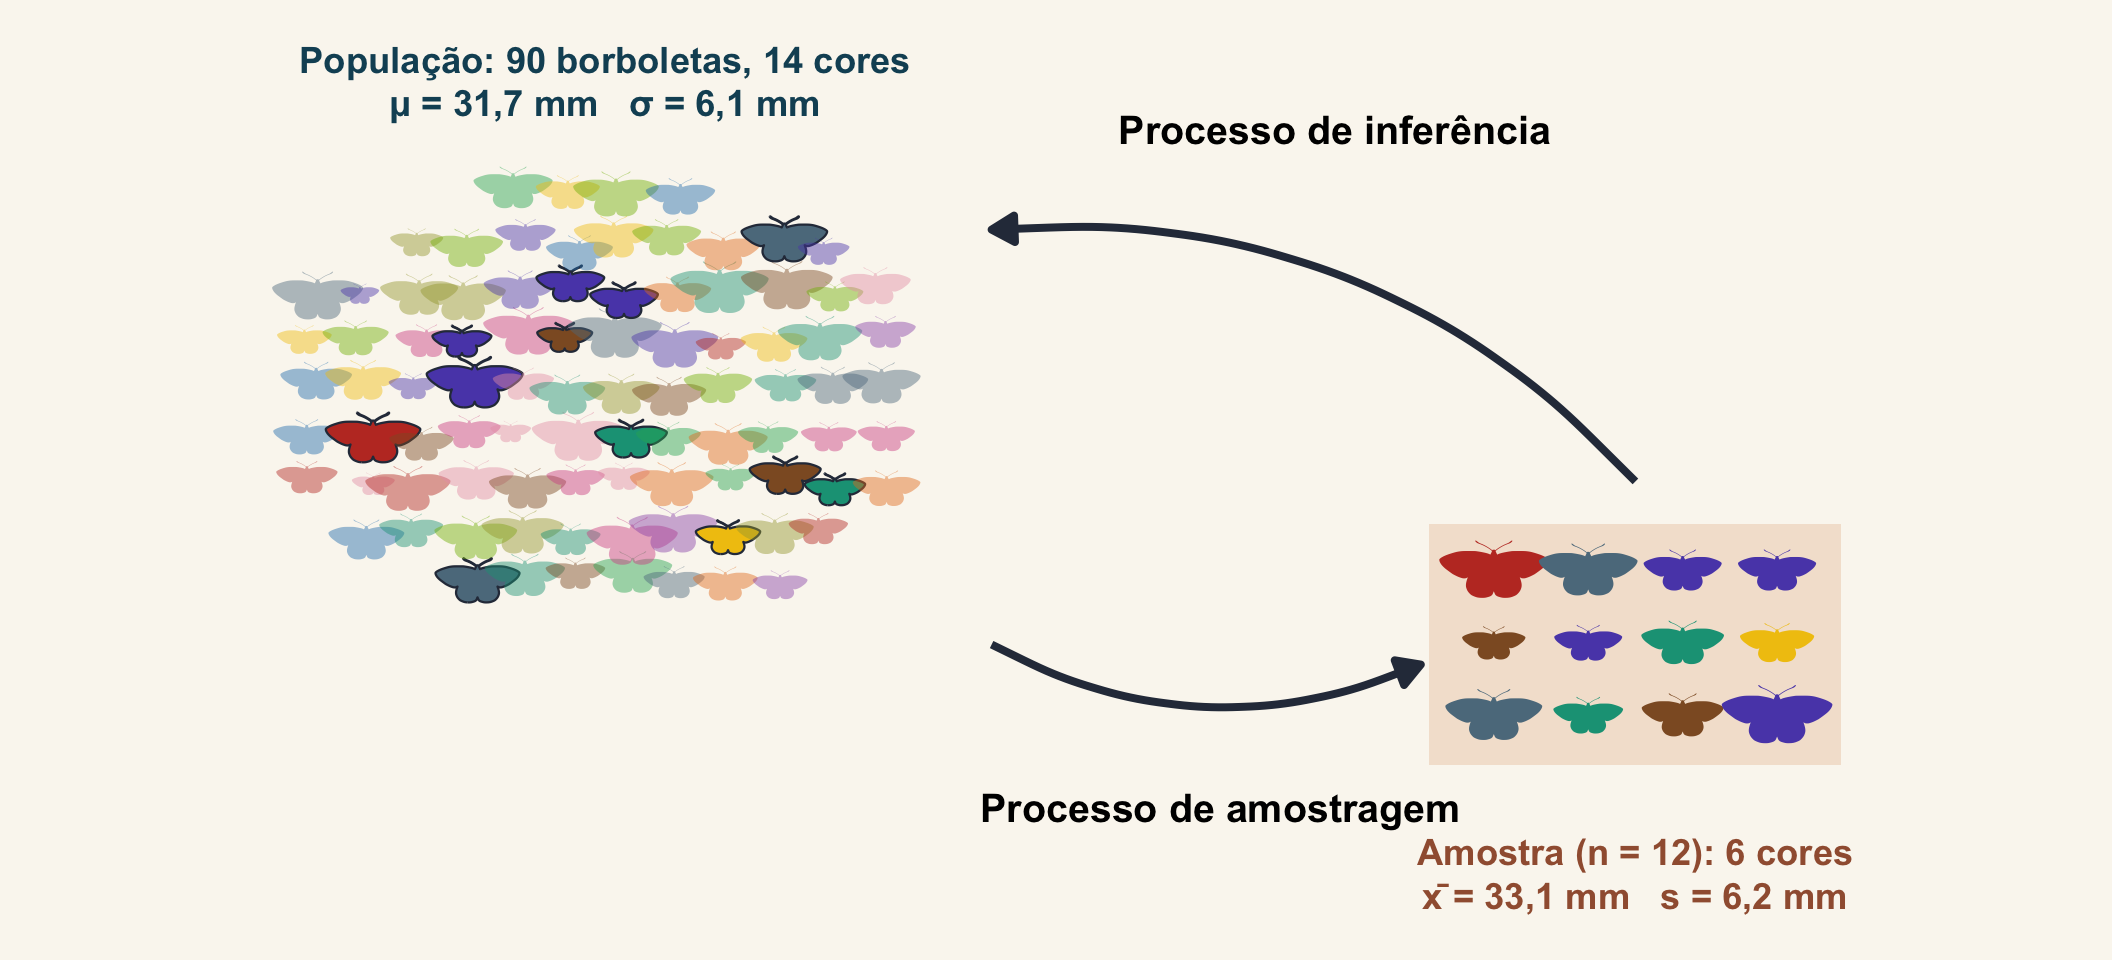 População: 90 borboletas, 14 cores
μ = 31,7 mm   σ = 6,1 mm
Processo de inferência
Processo de amostragem
Amostra (n = 12): 6 cores
x̄ = 33,1 mm   s = 6,2 mm